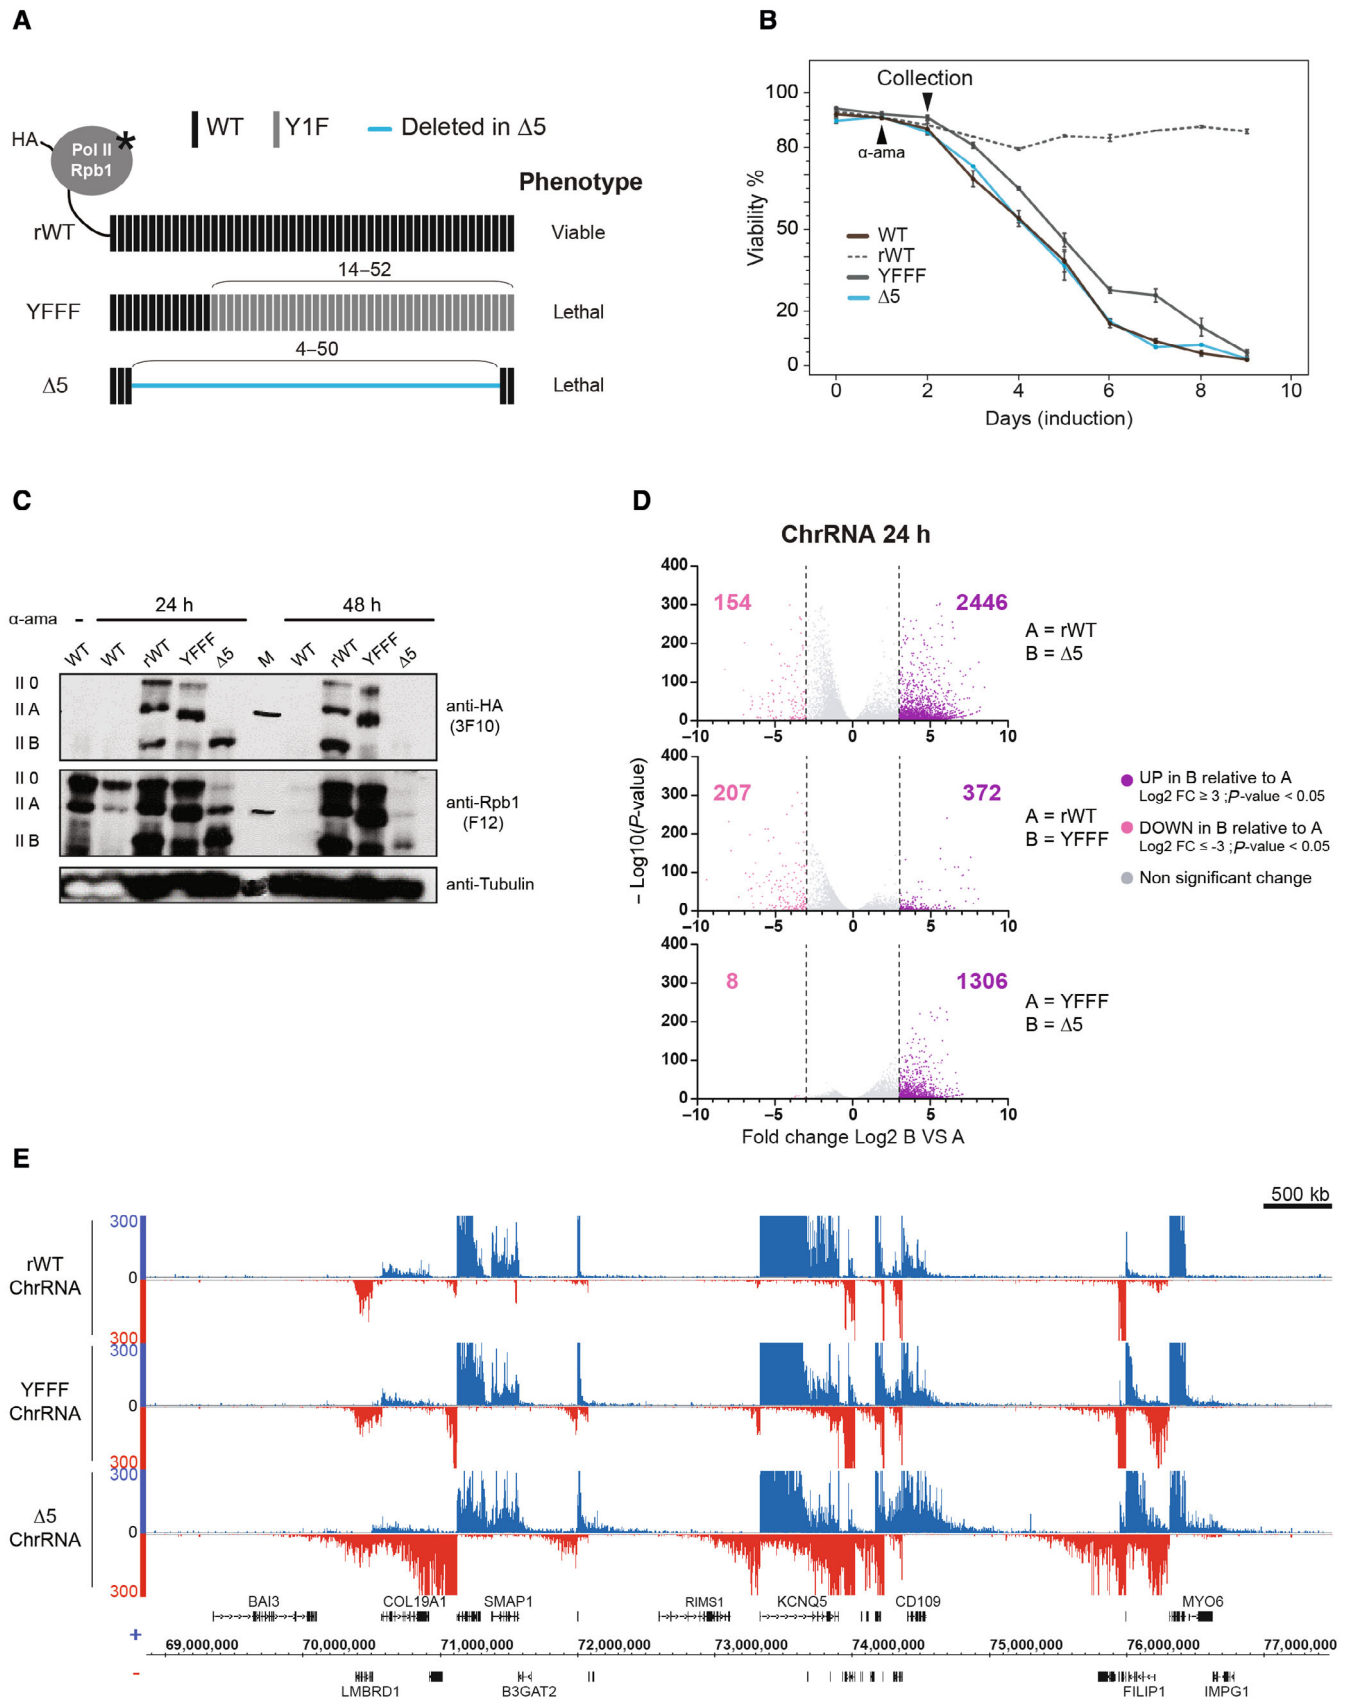 A
HA
Pol II
Rpb1
*
WT
Y1F
Deleted in Δ5
Phenotype
rWT
Viable
14–52
YFFF
Lethal
4–50
Δ5
Lethal
B
Collection
α-ama
Viability %
100
80
50
20
0
WT
rWT
YFFF
Δ5
0
2
4
6
8
10
Days (induction)
C
α-ama
–
24 h
48 h
WT
WT
rWT
YFFF
Δ5
M
WT
rWT
YFFF
Δ5
II 0
II A
II B
anti-HA
(3F10)
II 0
II A
II B
anti-Rpb1
(F12)
anti-Tubulin
D
ChrRNA 24 h
400
300
200
100
0
154
2446
A = rWT
B = Δ5
–10
–5
0
5
10
400
300
200
100
0
207
372
A = rWT
B = YFFF
–10
–5
0
5
10
400
300
200
100
0
8
1306
A = YFFF
B = Δ5
–10
–5
0
5
10
– Log10(P-value)
Fold change Log2 B VS A
UP in B relative to A
Log2 FC ≥ 3 ;P-value < 0.05
DOWN in B relative to A
Log2 FC ≤ -3 ;P-value < 0.05
Non significant change
E
500 kb
rWT
ChrRNA
300
0
300
YFFF
ChrRNA
300
0
300
Δ5
ChrRNA
300
0
300
BAI3
COL19A1
SMAP1
RIMS1
KCNQ5
CD109
MYO6
+
69,000,000
70,000,000
71,000,000
72,000,000
73,000,000
74,000,000
75,000,000
76,000,000
77,000,000
-
LMBRD1
B3GAT2
FILIP1
IMPG1